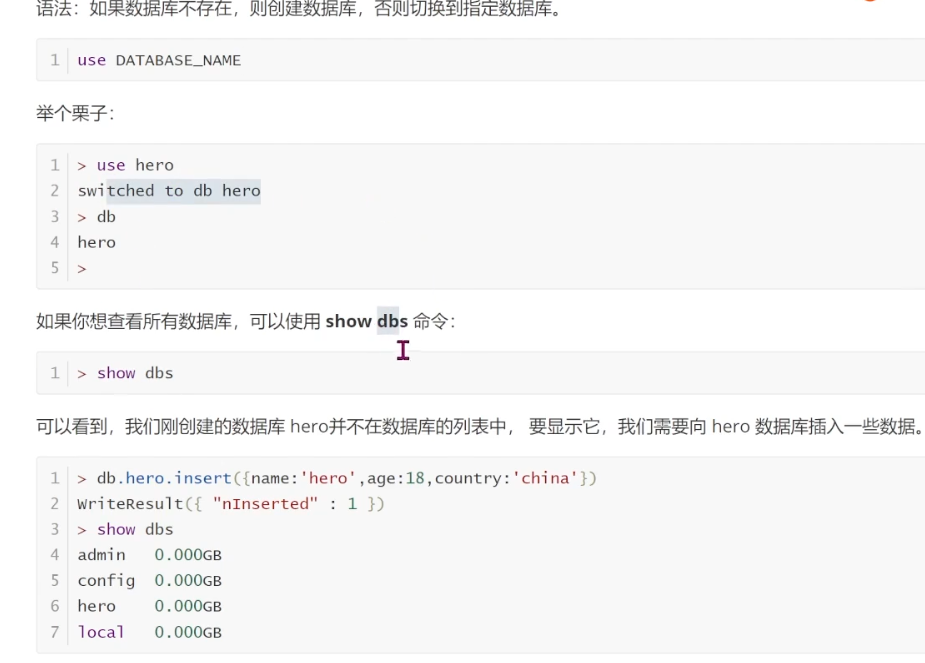 语法：如果数据库不存在，则创建数据库，否则切换到指定数据库。
1 use DATABASE_NAME
举个栗子：
1 > use hero
2 switched to db hero
3 > db
4 hero
5 >
如果你想查看所有数据库，可以使用 show dbs 命令：
1 > show dbs
可以看到，我们刚创建的数据库 hero并不在数据库的列表中， 要显示它，我们需要向 hero 数据库插入一些数据。
1 > db.hero.insert({name:'hero',age:18,country:'china'})
2 WriteResult({ "nInserted" : 1 })
3 > show dbs
4 admin   0.000GB
5 config  0.000GB
6 hero    0.000GB
7 local   0.000GB